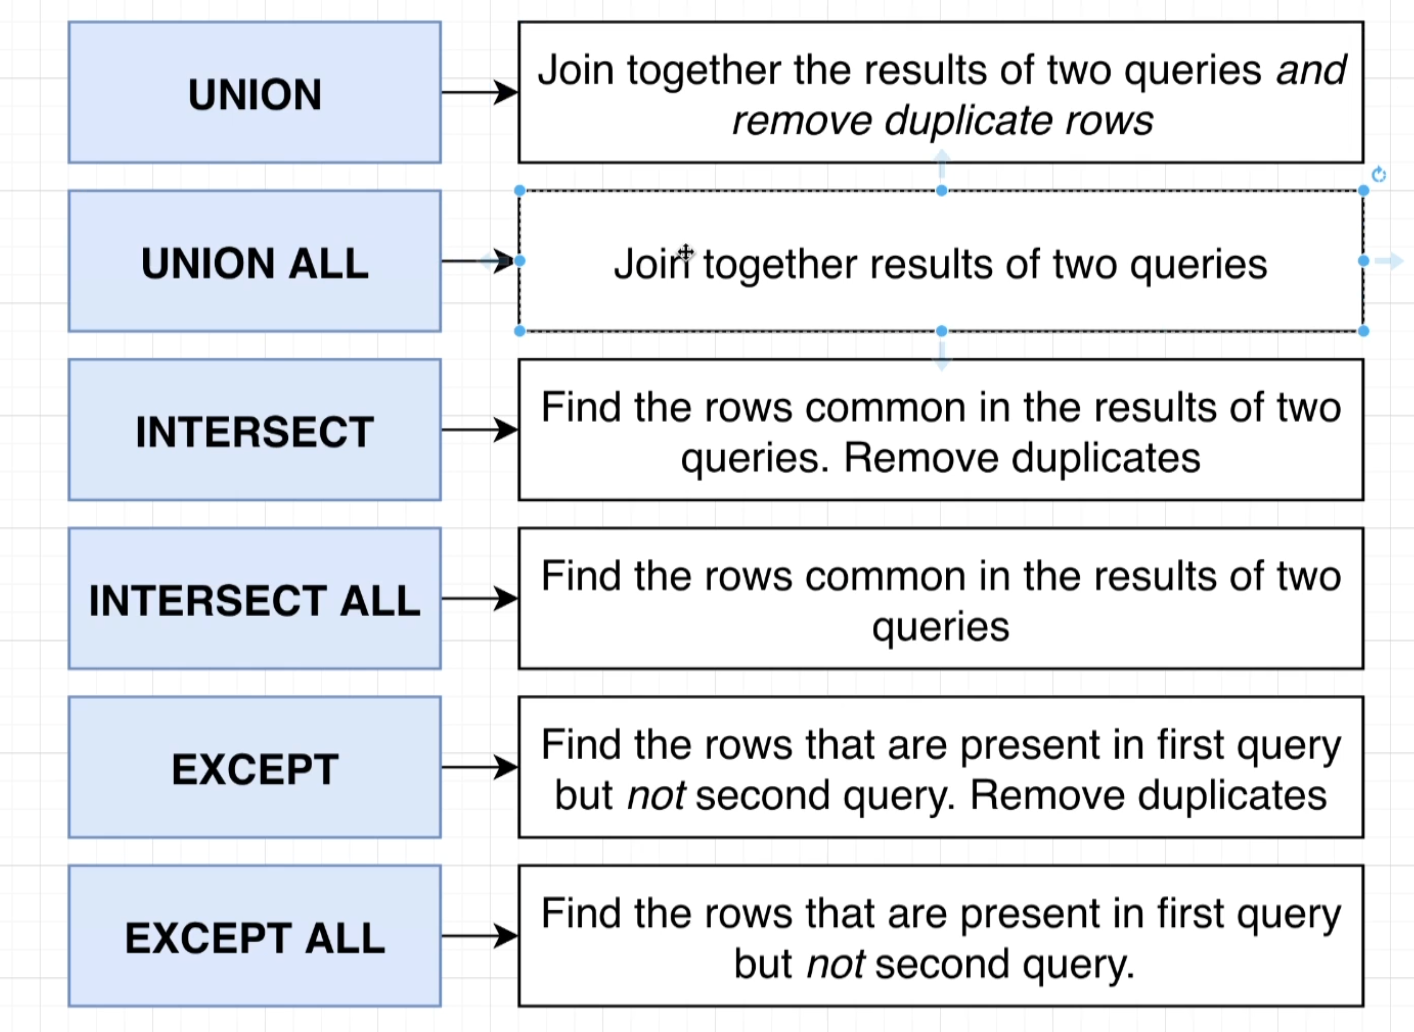 UNION
Join together the results of two queries and
remove duplicate rows
UNION ALL
Join together results of two queries
INTERSECT
Find the rows common in the results of two
queries. Remove duplicates
INTERSECT ALL
Find the rows common in the results of two
queries
EXCEPT
Find the rows that are present in first query
but not second query. Remove duplicates
EXCEPT ALL
Find the rows that are present in first query
but not second query.